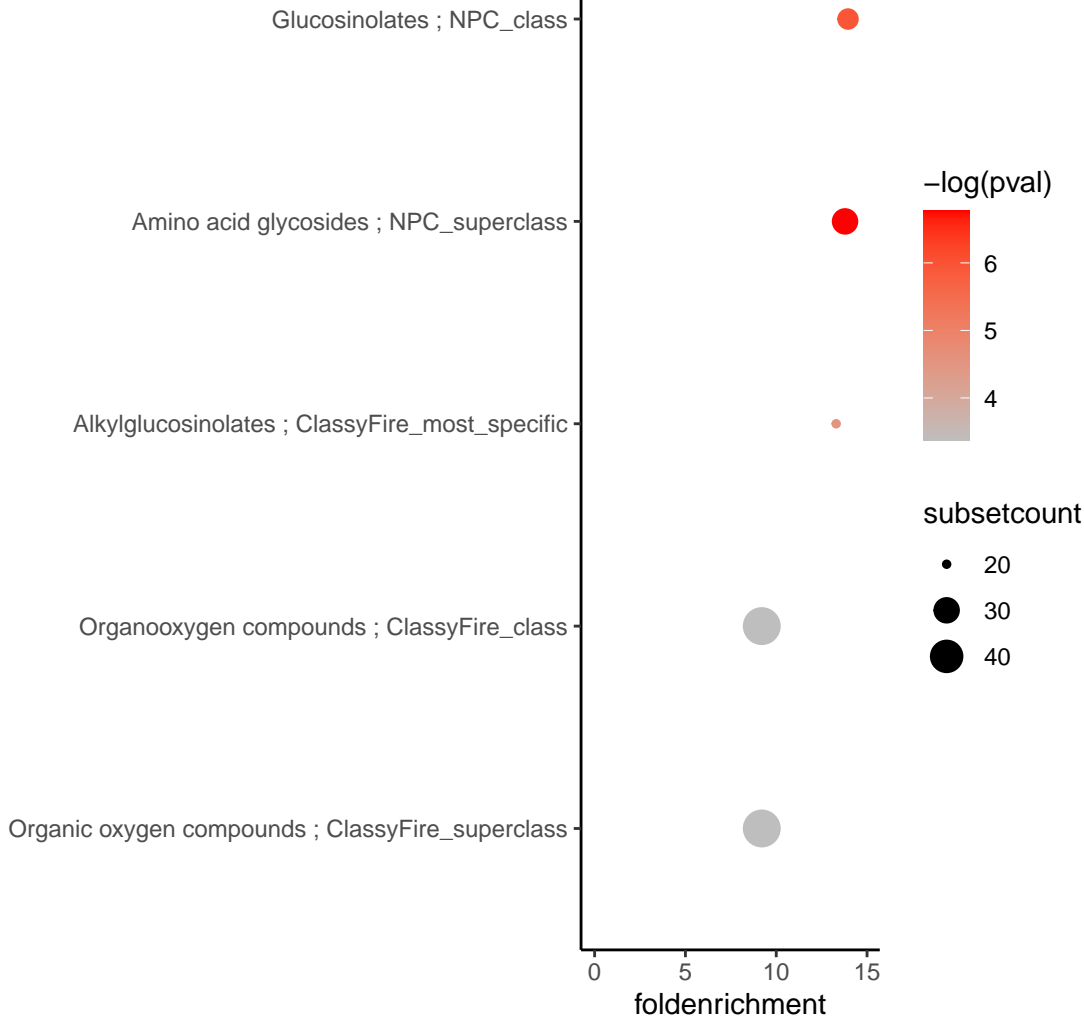 Glucosinolates ; NPC_class
Amino acid glycosides ; NPC_superclass
Alkylglucosinolates ; ClassyFire_most_specific
Organooxygen compounds ; ClassyFire_class
Organic oxygen compounds ; ClassyFire_superclass
0 5 10 15
foldenrichment
−log(pval)
6
5
4
subsetcount
20
30
40